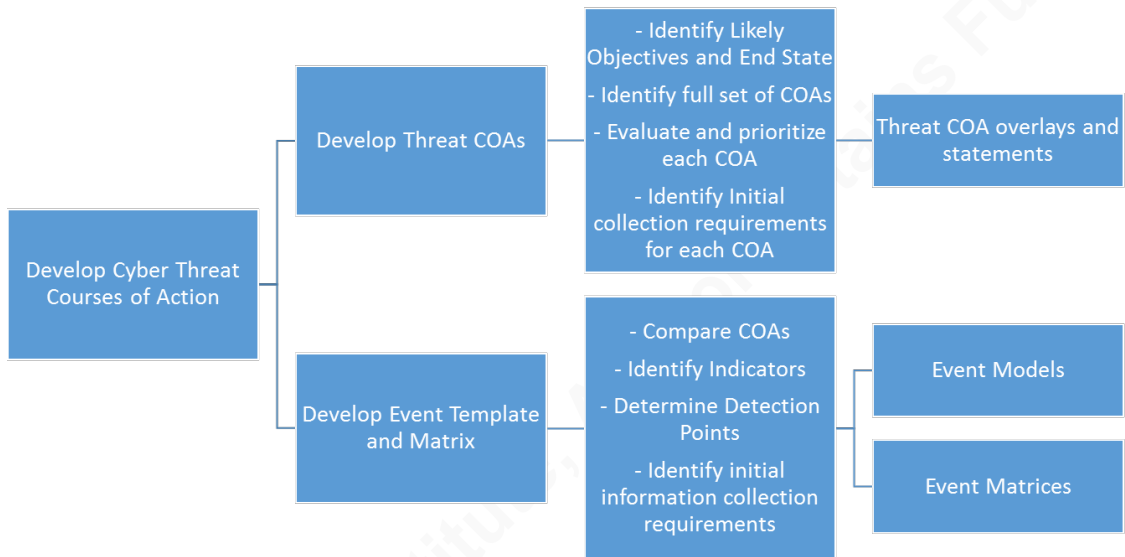 Develop Cyber Threat
Courses of Action
Develop Threat COAs
- Identify Likely
Objectives and End State
- Identify full set of COAs
- Evaluate and prioritize
each COA
- Identify Initial
collection requirements
for each COA
Threat COA overlays and
statements
Develop Event Template
and Matrix
- Compare COAs
- Identify Indicators
- Determine Detection
Points
- Identify initial
information collection
requirements
Event Models
Event Matrices